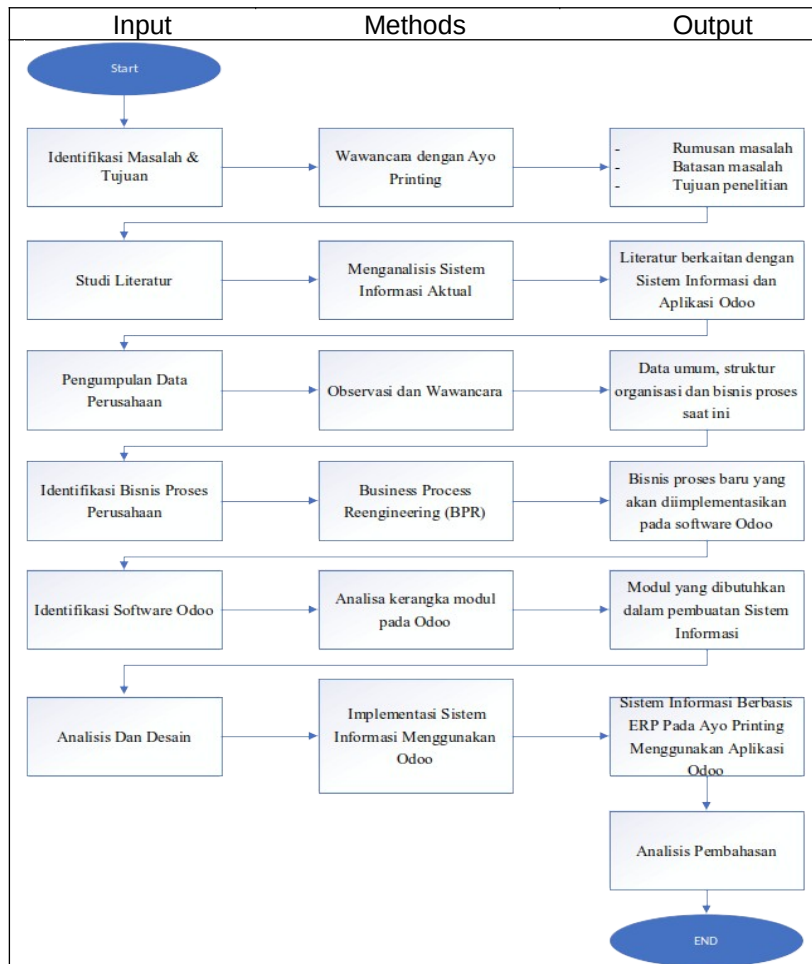 Input
Methods
Output
Start
Identifikasi Masalah &
Tujuan
Wawancara dengan Ayo
Printing
- Rumusan masalah
- Batasan masalah
- Tujuan penelitian
Studi Literatur
Menganalisis Sistem
Informasi Aktual
Literatur berkaitan dengan
Sistem Informasi dan
Aplikasi Odoo
Pengumpulan Data
Perusahaan
Observasi dan Wawancara
Data umum, struktur
organisasi dan bisnis proses
saat ini
Identifikasi Bisnis Proses
Perusahaan
Business Process
Reengineering (BPR)
Bisnis proses baru yang
akan diimplementasikan
pada software Odoo
Identifikasi Software Odoo
Analisa kerangka modul
pada Odoo
Modul yang dibutuhkan
dalam pembuatan Sistem
Informasi
Analisis Dan Desain
Implementasi Sistem
Informasi Menggunakan
Odoo
Sistem Informasi Berbasis
ERP Pada Ayo Printing
Menggunakan Aplikasi
Odoo
Analisis Pembahasan
END